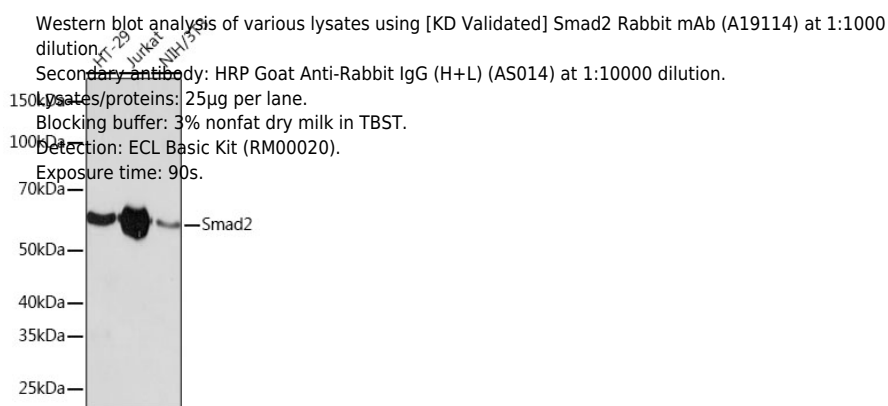 Western blot analysis of various lysates using [KD Validated] Smad2 Rabbit mAb (A19114) at 1:1000
dilution.
Secondary antibody: HRP Goat Anti-Rabbit IgG (H+L) (AS014) at 1:10000 dilution.
Lysates/proteins: 25μg per lane.
Blocking buffer: 3% nonfat dry milk in TBST.
Detection: ECL Basic Kit (RM00020).
Exposure time: 90s.
HT-29 Jurkat NIH/3T3
150kDa
100kDa
70kDa
Smad2
50kDa
40kDa
35kDa
25kDa